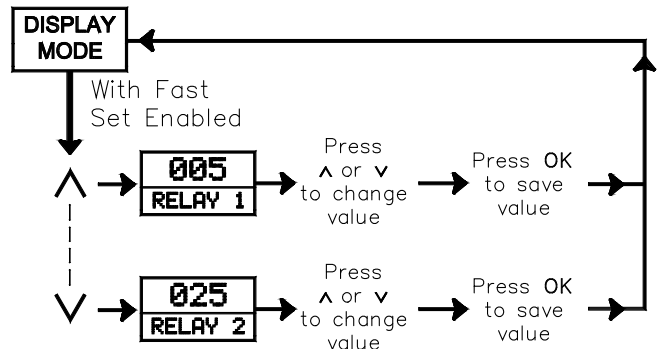 DISPLAY
MODE
With Fast
Set Enabled
005
RELAY 1
Press
∧ or ∨
to change
value
Press OK
to save
value
025
RELAY 2
Press
∧ or ∨
to change
value
Press OK
to save
value